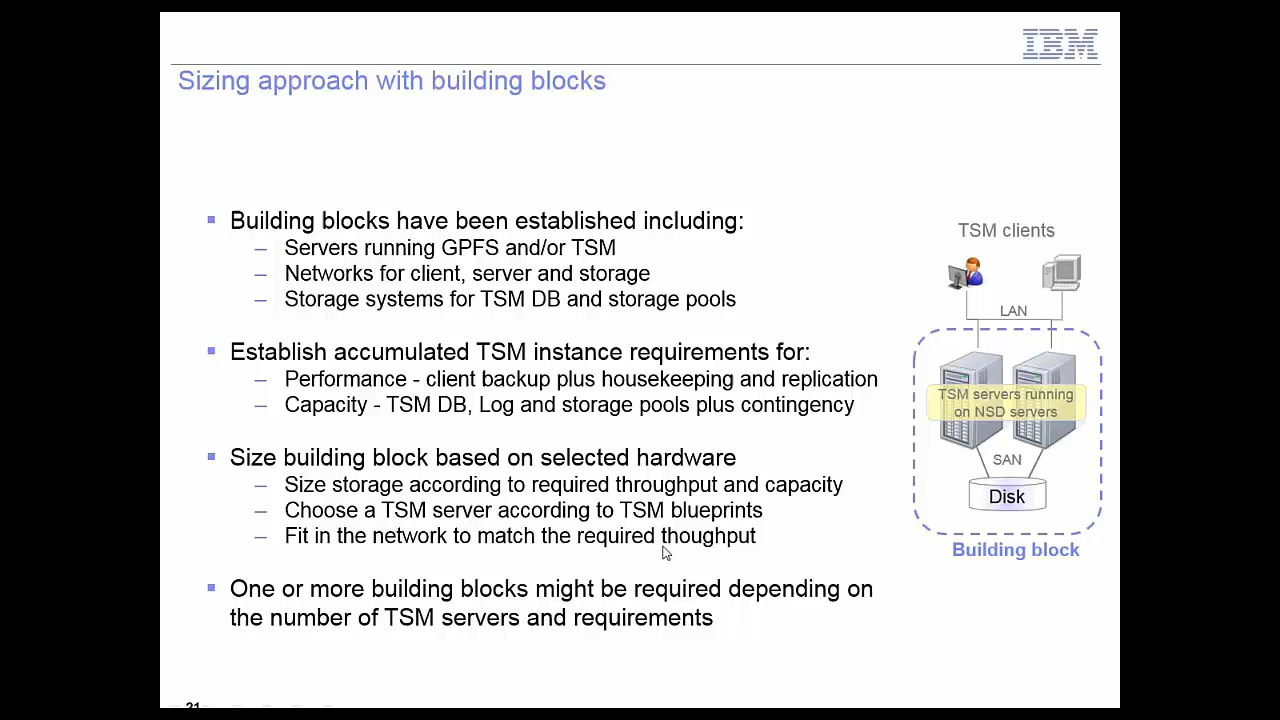 IBM
Sizing approach with building blocks
▪ Building blocks have been established including:
– Servers running GPFS and/or TSM
– Networks for client, server and storage
– Storage systems for TSM DB and storage pools
▪ Establish accumulated TSM instance requirements for:
– Performance - client backup plus housekeeping and replication
– Capacity - TSM DB, Log and storage pools plus contingency
▪ Size building block based on selected hardware
– Size storage according to required throughput and capacity
– Choose a TSM server according to TSM blueprints
– Fit in the network to match the required thoughput
▪ One or more building blocks might be required depending on
the number of TSM servers and requirements
TSM clients
LAN
TSM servers running
on NSD servers
SAN
Disk
Building block
21